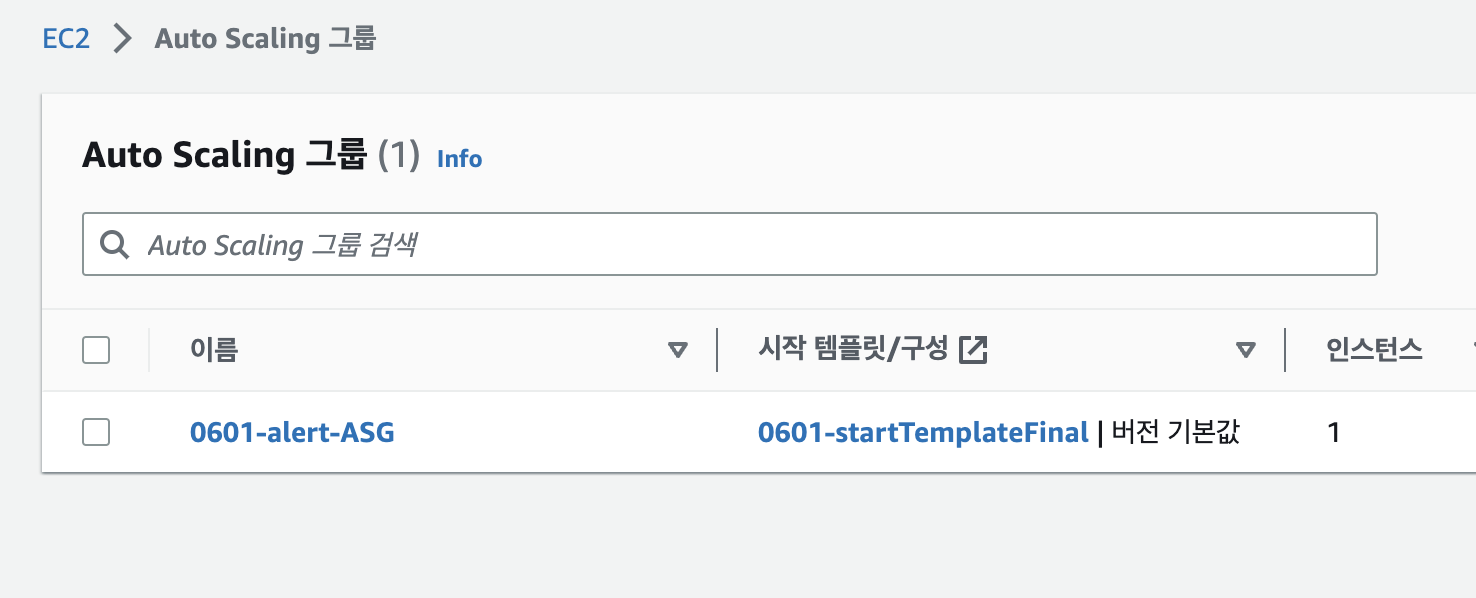 EC2 > Auto Scaling 그룹
Auto Scaling 그룹 (1) Info
Auto Scaling 그룹 검색
이름 시작 템플릿/구성 인스턴스
0601-alert-ASG 0601-startTemplateFinal | 버전 기본값 1